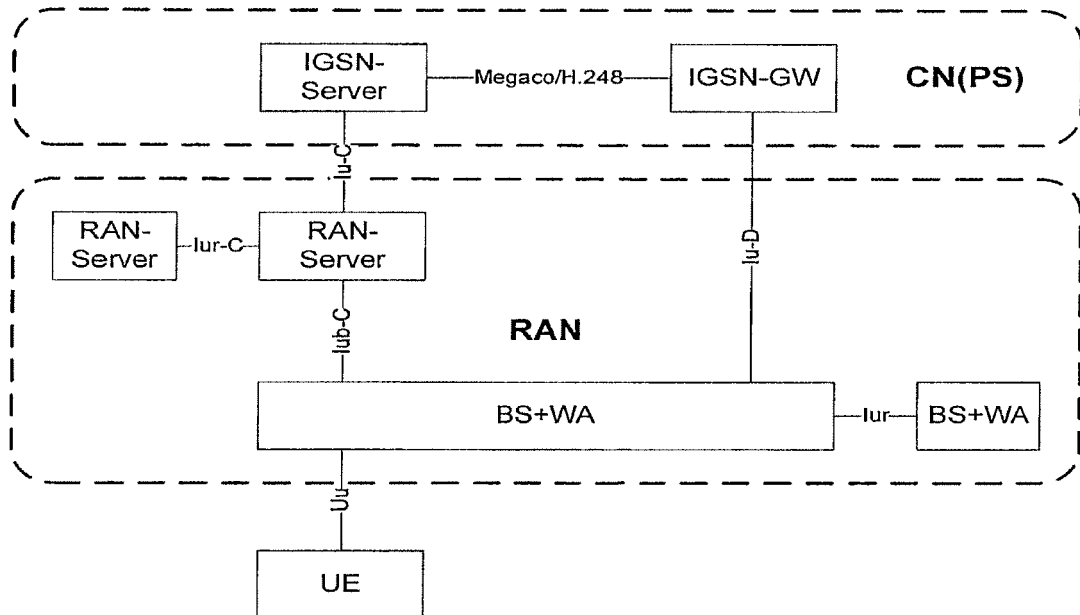 IGSN-
Server
Megaco/H.248
IGSN-GW
CN(PS)
Iu-C
RAN-
Server
Iur-C
RAN-
Server
Iu-D
Iub-C
RAN
BS+WA
Iur
BS+WA
Uu
UE